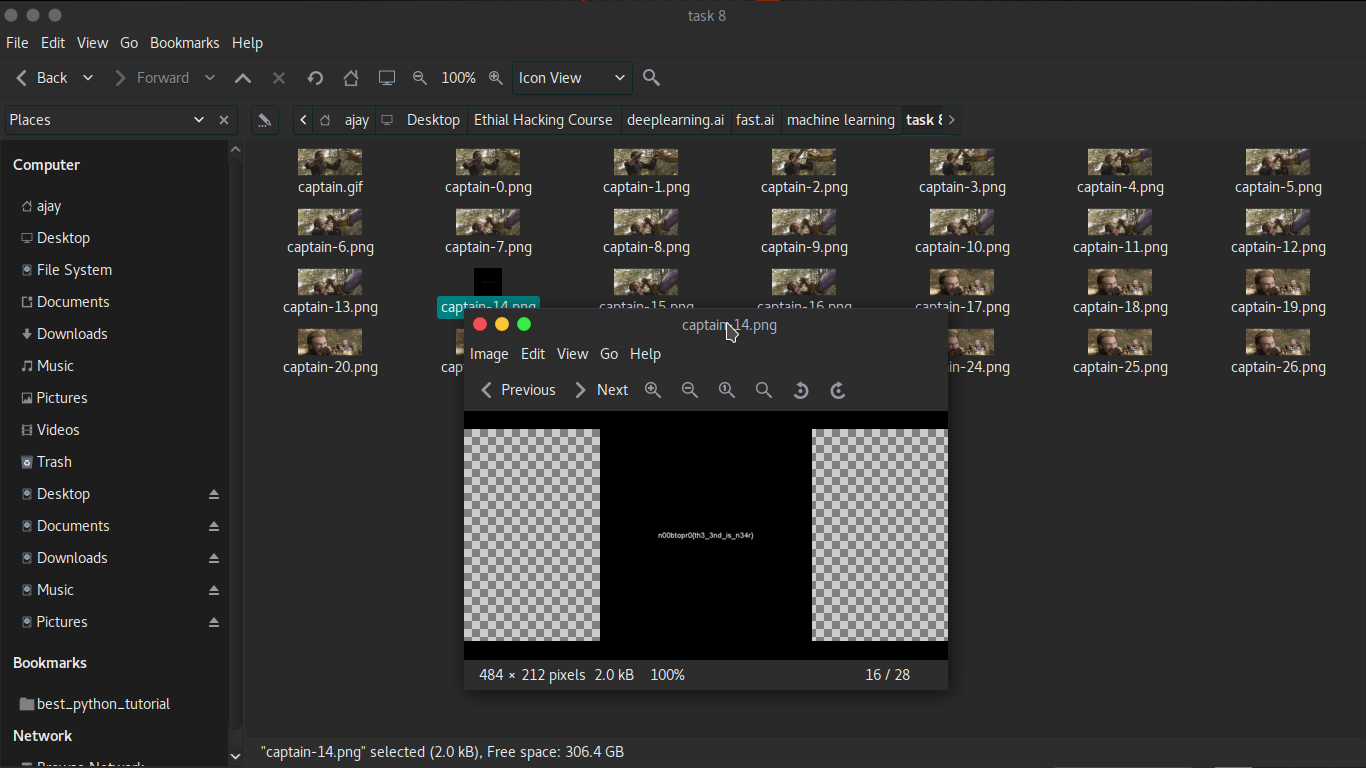 task 8
File Edit View Go Bookmarks Help
Back Forward 100% Icon View
Places ajay Desktop Ethial Hacking Course deeplearning.ai fast.ai machine learning task 8
Computer
ajay
Desktop
File System
Documents
Downloads
Music
Pictures
Videos
Trash
Desktop
Documents
Downloads
Music
Pictures
Bookmarks
best_python_tutorial
Network
Browse Network
captain.gif captain-0.png captain-1.png captain-2.png captain-3.png captain-4.png captain-5.png
captain-6.png captain-7.png captain-8.png captain-9.png captain-10.png captain-11.png captain-12.png
captain-13.png captain-14.png captain-15.png captain-16.png captain-17.png captain-18.png captain-19.png
captain-20.png in-24.png captain-25.png captain-26.png
captain-14.png
Image Edit View Go Help
Previous Next
n00btopr0{th3_3nd_is_n34r}
484 × 212 pixels 2.0 kB 100% 16 / 28
"captain-14.png" selected (2.0 kB), Free space: 306.4 GB